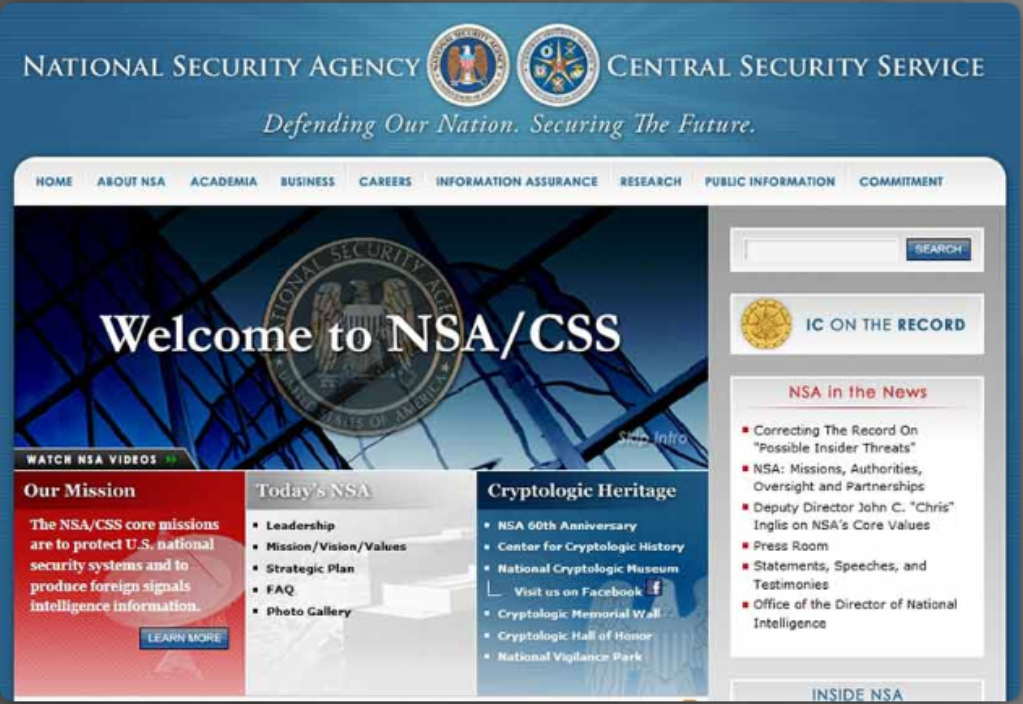 NATIONAL SECURITY AGENCY
CENTRAL SECURITY SERVICE
Defending Our Nation. Securing The Future.
HOME ABOUT NSA ACADEMIA BUSINESS CAREERS INFORMATION ASSURANCE RESEARCH PUBLIC INFORMATION COMMITMENT
NATIONAL SECURITY AGENCY
UNITED STATES OF AMERICA
Welcome to NSA/CSS
Skip Intro
WATCH NSA VIDEOS
Our Mission
The NSA/CSS core missions
are to protect U.S. national
security systems and to
produce foreign signals
intelligence information.
LEARN MORE
Today's NSA
Leadership
Mission/Vision/Values
Strategic Plan
FAQ
Photo Gallery
Cryptologic Heritage
NSA 60th Anniversary
Center for Cryptologic History
National Cryptologic Museum
Visit us on Facebook
Cryptologic Memorial Wall
Cryptologic Hall of Honor
National Vigilance Park
SEARCH
IC ON THE RECORD
NSA in the News
Correcting The Record On
"Possible Insider Threats"
NSA: Missions, Authorities,
Oversight and Partnerships
Deputy Director John C. "Chris"
Inglis on NSA's Core Values
Press Room
Statements, Speeches, and
Testimonies
Office of the Director of National
Intelligence
INSIDE NSA